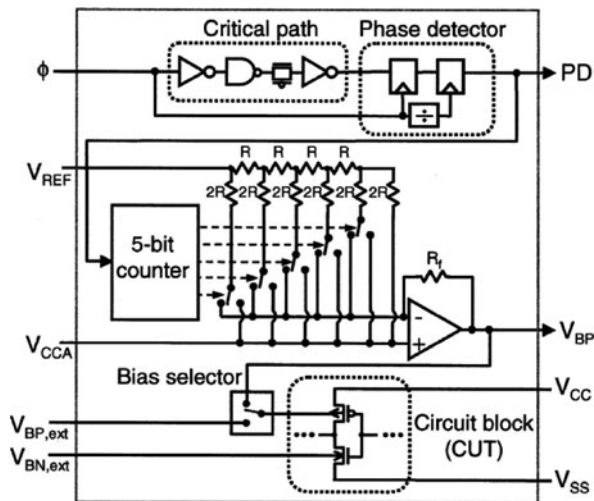 Critical path
Phase detector
ϕ
÷
PD
R R R R
V_REF
2R 2R 2R 2R 2R 2R
5-bit
counter
R_f
-
+
V_CCA
V_BP
Bias selector
V_CC
V_BP,ext
Circuit block
(CUT)
V_BN,ext
V_SS